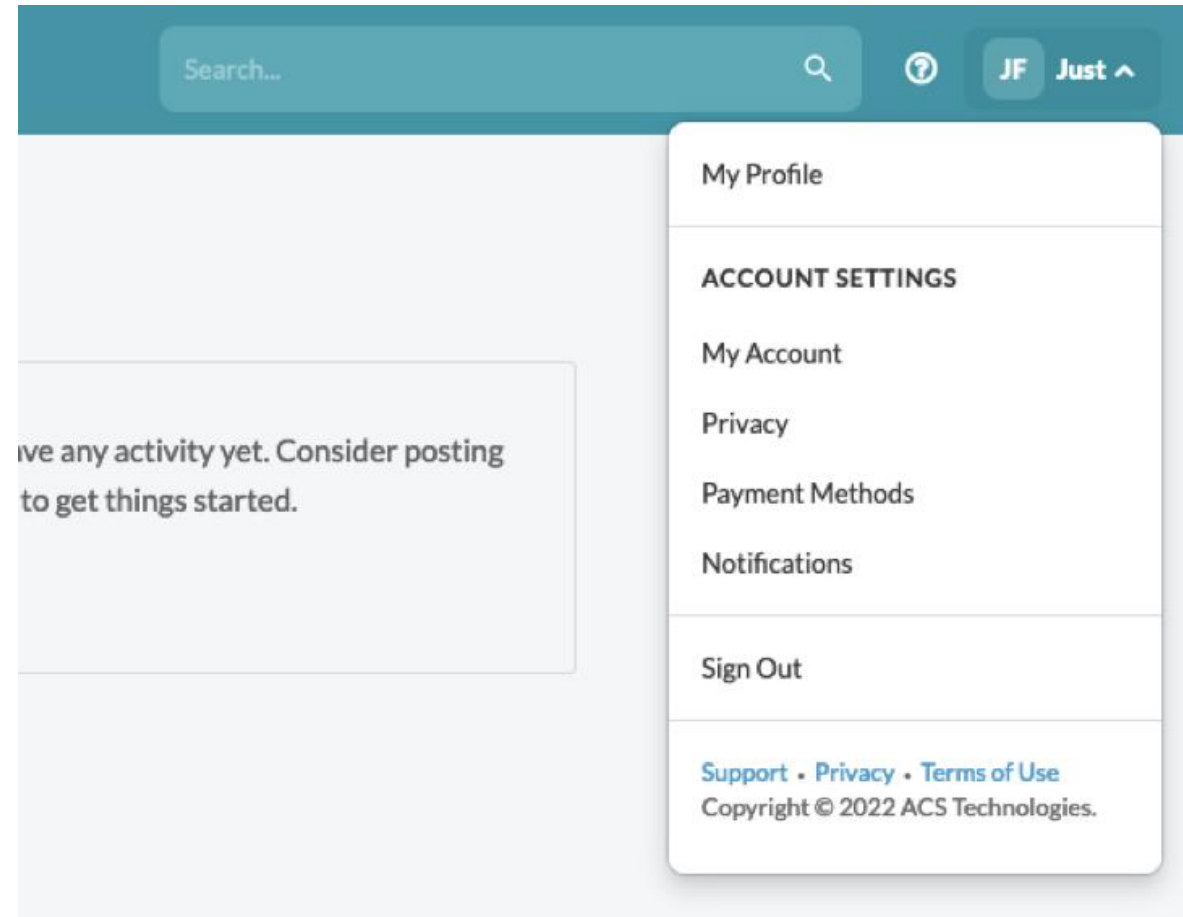 Search...
JF Just
My Profile
ACCOUNT SETTINGS
My Account
Privacy
Payment Methods
Notifications
Sign Out
Support • Privacy • Terms of Use
Copyright © 2022 ACS Technologies.
any activity yet. Consider posting
to get things started.